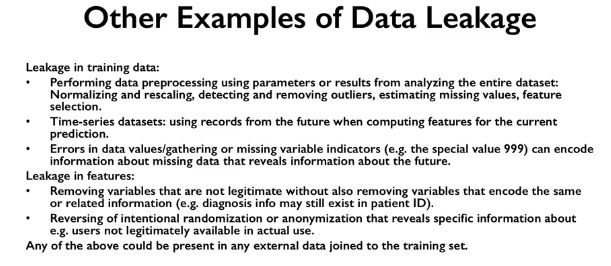 Other Examples of Data Leakage
Leakage in training data:
• Performing data preprocessing using parameters or results from analyzing the entire dataset:
Normalizing and rescaling, detecting and removing outliers, estimating missing values, feature
selection.
• Time-series datasets: using records from the future when computing features for the current
prediction.
• Errors in data values/gathering or missing variable indicators (e.g. the special value 999) can encode
information about missing data that reveals information about the future.
Leakage in features:
• Removing variables that are not legitimate without also removing variables that encode the same
or related information (e.g. diagnosis info may still exist in patient ID).
• Reversing of intentional randomization or anonymization that reveals specific information about
e.g. users not legitimately available in actual use.
Any of the above could be present in any external data joined to the training set.